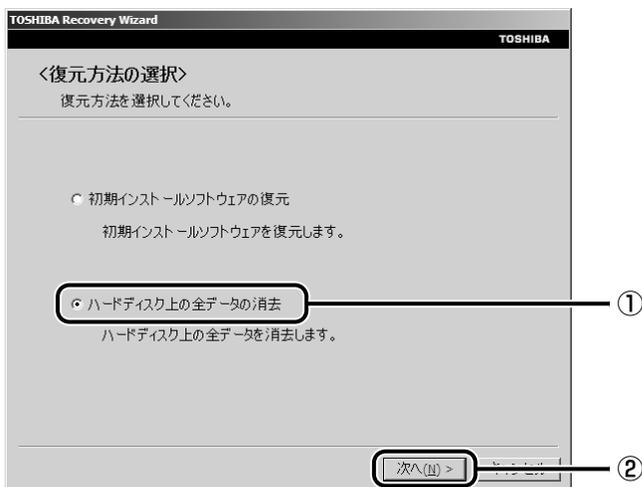 TOSHIBA Recovery Wizard
TOSHIBA
<復元方法の選択>
復元方法を選択してください。
初期インストールソフトウェアの復元
初期インストールソフトウェアを復元します。
ハードディスク上の全データの消去
①
ハードディスク上の全データを消去します。
次へ(N) >
キャンセル
②